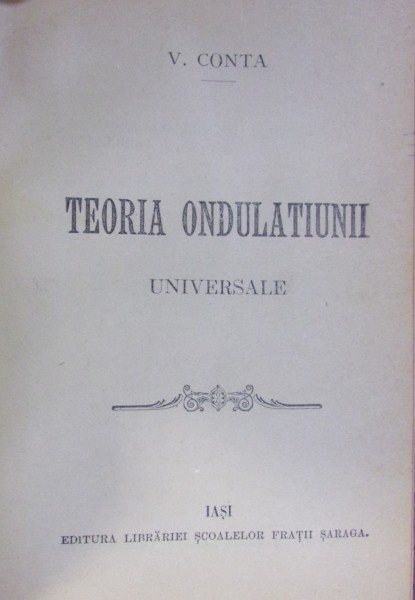 V. CONTA
TEORIA ONDULATIUNII
UNIVERSALE
IAȘI
EDITURA LIBRĂRIEI ȘCOALELOR FRAȚII ȘARAGA.